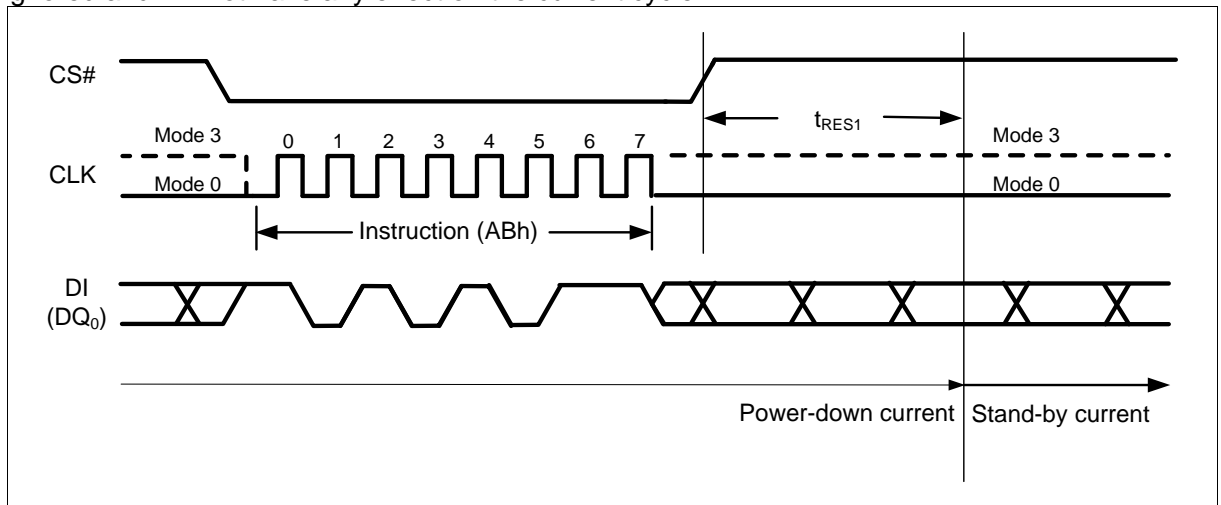 CS#
tRES1
Mode 3
0 1 2 3 4 5 6 7
Mode 3
CLK
Mode 0
Mode 0
Instruction (ABh)
DI
(DQ0)
Power-down current
Stand-by current